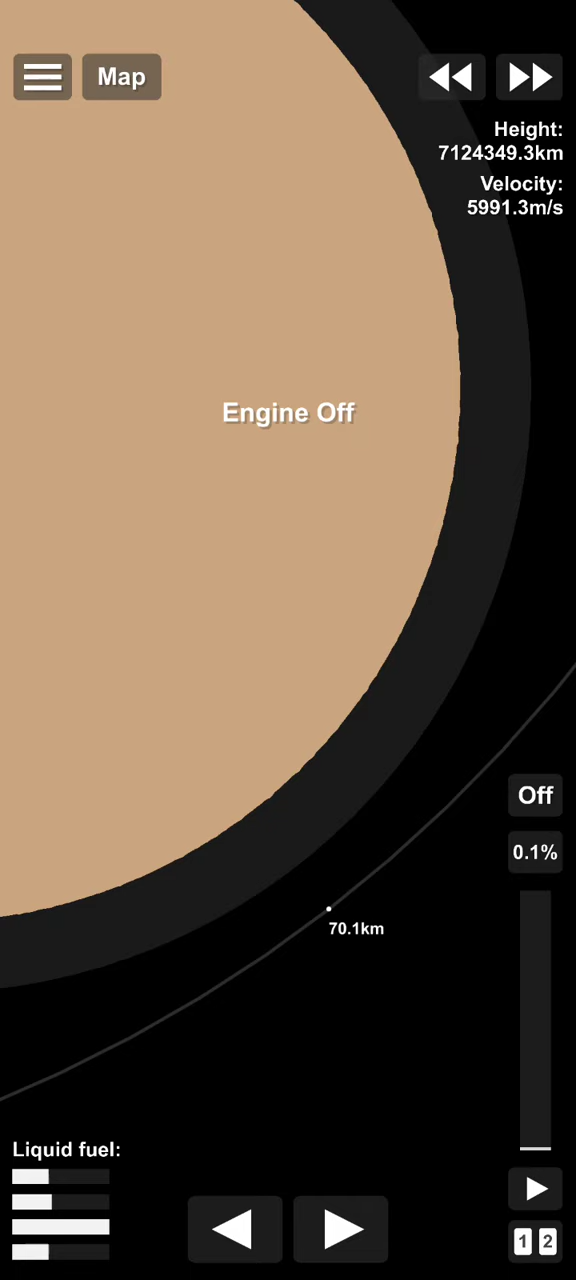 Map
Height:
7124349.3km
Velocity:
5991.3m/s
Engine Off
Off
0.1%
70.1km
Liquid fuel:
1 2